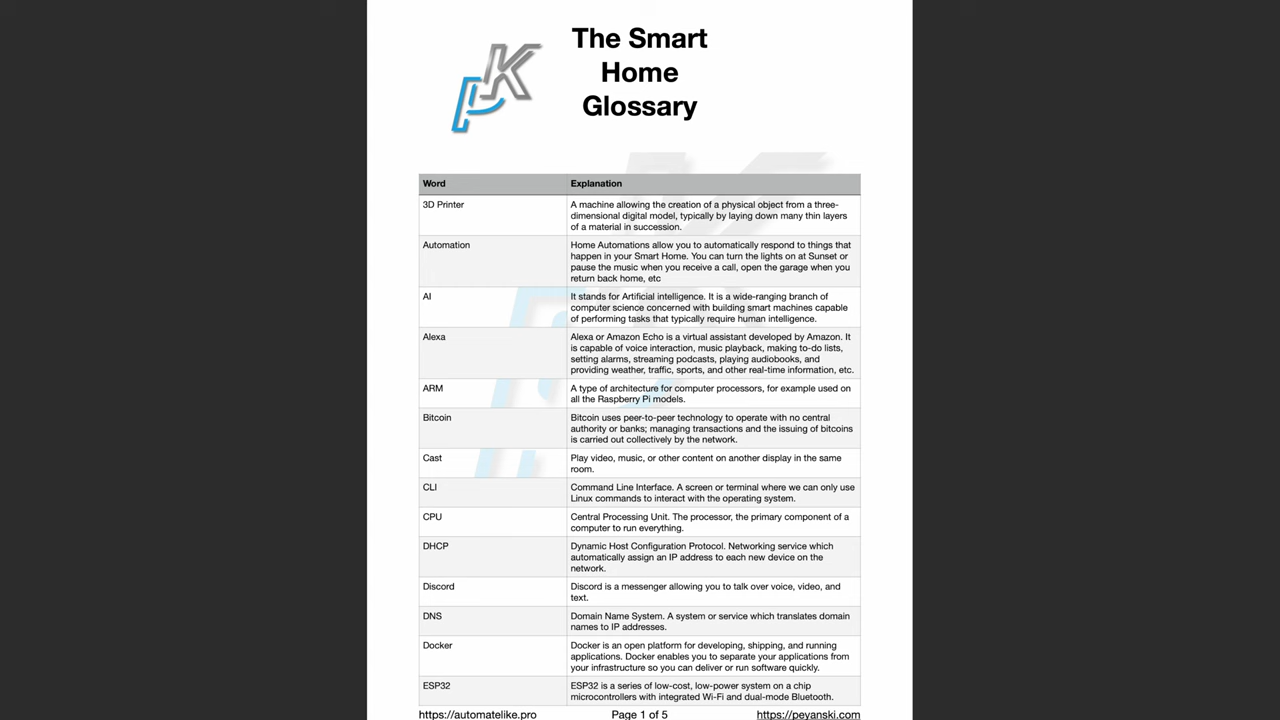 The Smart
Home
Glossary
Word Explanation
3D Printer A machine allowing the creation of a physical object from a three-
dimensional digital model, typically by laying down many thin layers
of a material in succession.
Automation Home Automations allow you to automatically respond to things that
happen in your Smart Home. You can turn the lights on at Sunset or
pause the music when you receive a call, open the garage when you
return back home, etc
AI It stands for Artificial intelligence. It is a wide-ranging branch of
computer science concerned with building smart machines capable
of performing tasks that typically require human intelligence.
Alexa Alexa or Amazon Echo is a virtual assistant developed by Amazon. It
is capable of voice interaction, music playback, making to-do lists,
setting alarms, streaming podcasts, playing audiobooks, and
providing weather, traffic, sports, and other real-time information, etc.
ARM A type of architecture for computer processors, for example used on
all the Raspberry Pi models.
Bitcoin Bitcoin uses peer-to-peer technology to operate with no central
authority or banks; managing transactions and the issuing of bitcoins
is carried out collectively by the network.
Cast Play video, music, or other content on another display in the same
room.
CLI Command Line Interface. A screen or terminal where we can only use
Linux commands to interact with the operating system.
CPU Central Processing Unit. The processor, the primary component of a
computer to run everything.
DHCP Dynamic Host Configuration Protocol. Networking service which
automatically assign an IP address to each new device on the
network.
Discord Discord is a messenger allowing you to talk over voice, video, and
text.
DNS Domain Name System. A system or service which translates domain
names to IP addresses.
Docker Docker is an open platform for developing, shipping, and running
applications. Docker enables you to separate your applications from
your infrastructure so you can deliver or run software quickly.
ESP32 ESP32 is a series of low-cost, low-power system on a chip
microcontrollers with integrated Wi-Fi and dual-mode Bluetooth.
https://automatelike.pro Page 1 of 5 https://peyanski.com